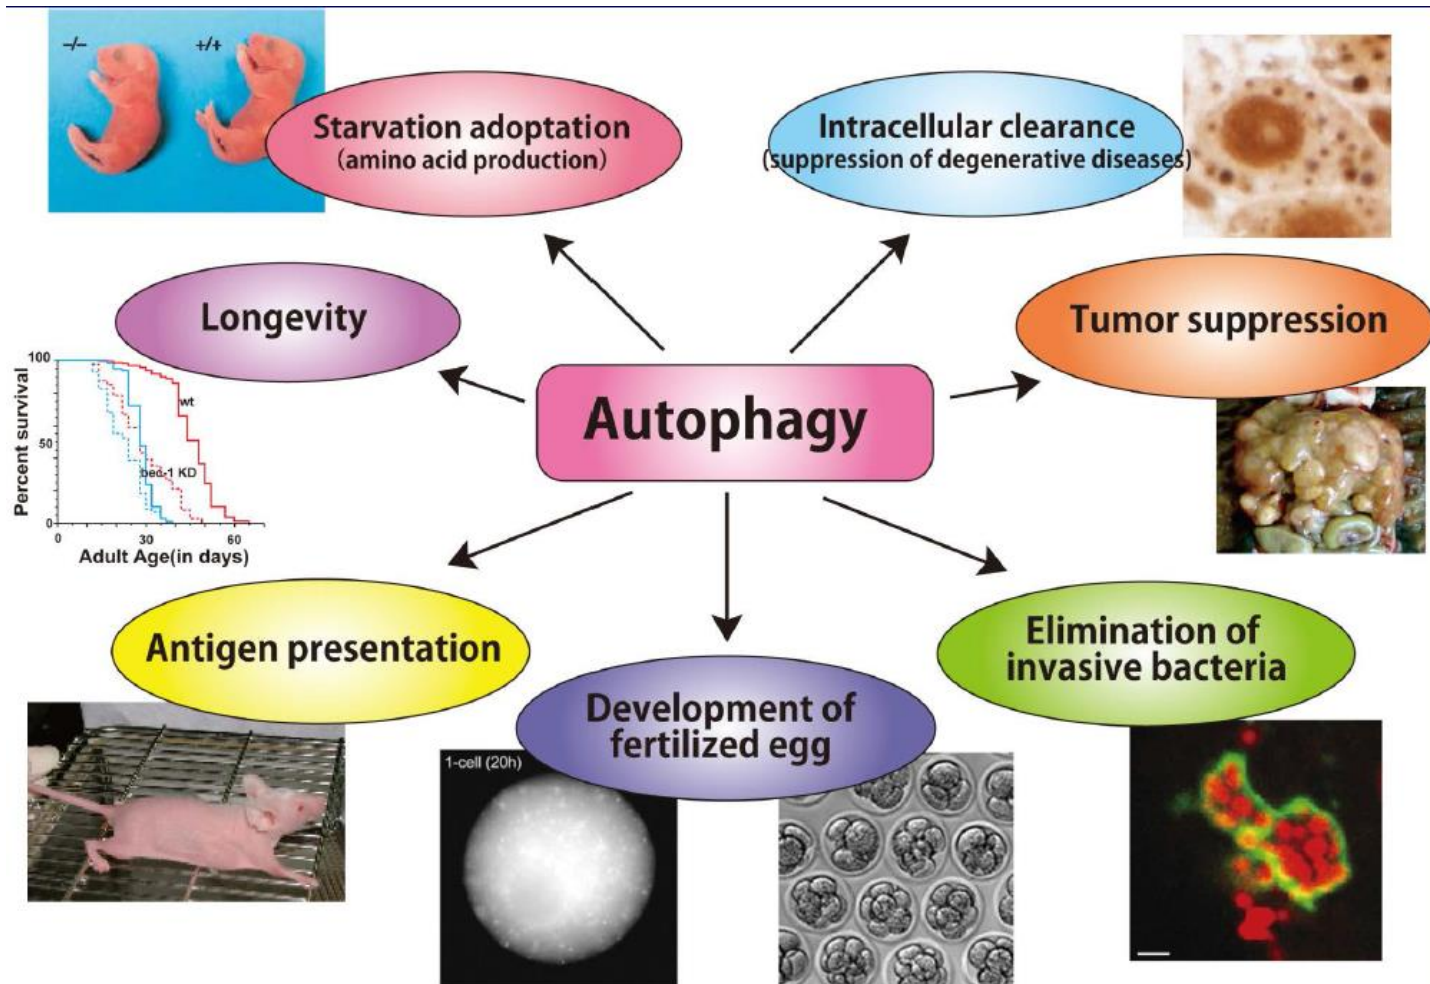 –/–
+/+
Starvation adoptation
(amino acid production)
Intracellular clearance
(suppression of degenerative diseases)
Longevity
Tumor suppression
Autophagy
100
50
0
Percent survival
wt
bec-1 KD
0
30
60
Adult Age(in days)
Antigen presentation
Development of
fertilized egg
Elimination of
invasive bacteria
1-cell (20h)